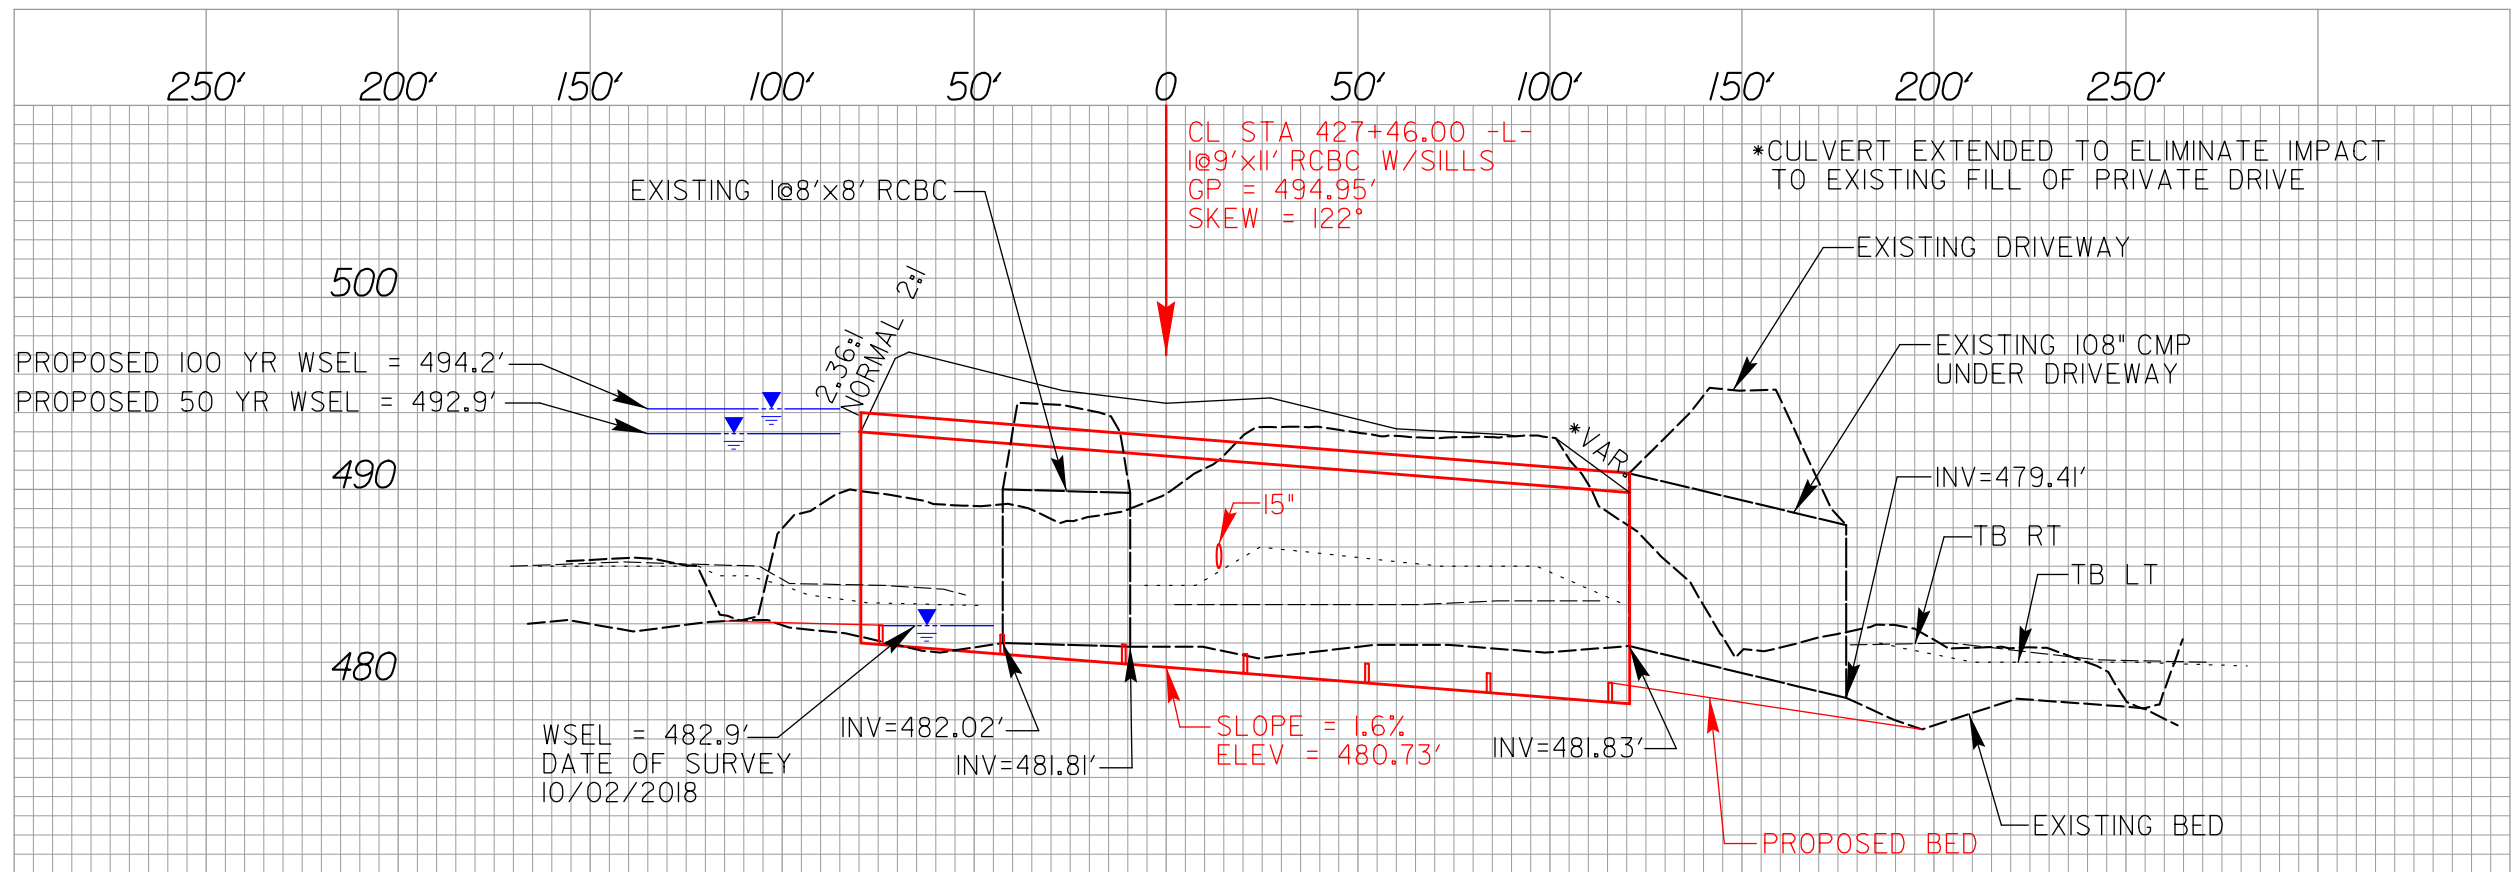 250' 200' 150' 100' 50' 0 50' 100' 150' 200' 250'
CL STA 427+46.00 -L-
1@9'x11' RCBC W/SILLS
GP = 494.95'
SKEW = 122°
*CULVERT EXTENDED TO ELIMINATE IMPACT
TO EXISTING FILL OF PRIVATE DRIVE
EXISTING 1@8'x8' RCBC
EXISTING DRIVEWAY
500
2.36:1
NORMAL 2:1
PROPOSED 100 YR WSEL = 494.2'
PROPOSED 50 YR WSEL = 492.9'
EXISTING 108" CMP
UNDER DRIVEWAY
*VAR.
490
INV=479.41'
15"
TB RT
TB LT
480
WSEL = 482.9'
DATE OF SURVEY
10/02/2018
INV=482.02'
INV=481.81'
SLOPE = 1.6%
ELEV = 480.73'
INV=481.83'
EXISTING BED
PROPOSED BED